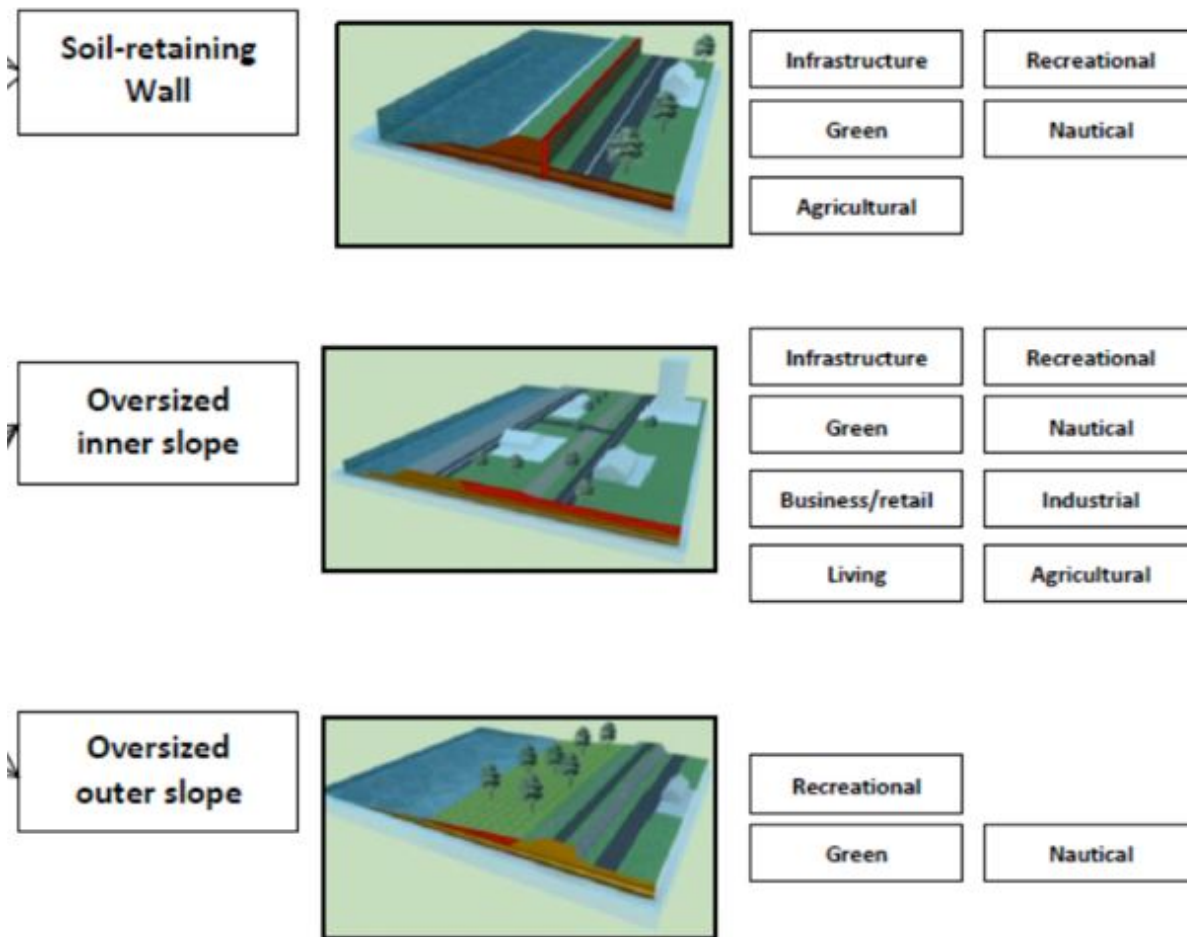 Soil-retaining
Wall
Infrastructure
Recreational
Green
Nautical
Agricultural
Oversized
inner slope
Infrastructure
Recreational
Green
Nautical
Business/retail
Industrial
Living
Agricultural
Oversized
outer slope
Recreational
Green
Nautical